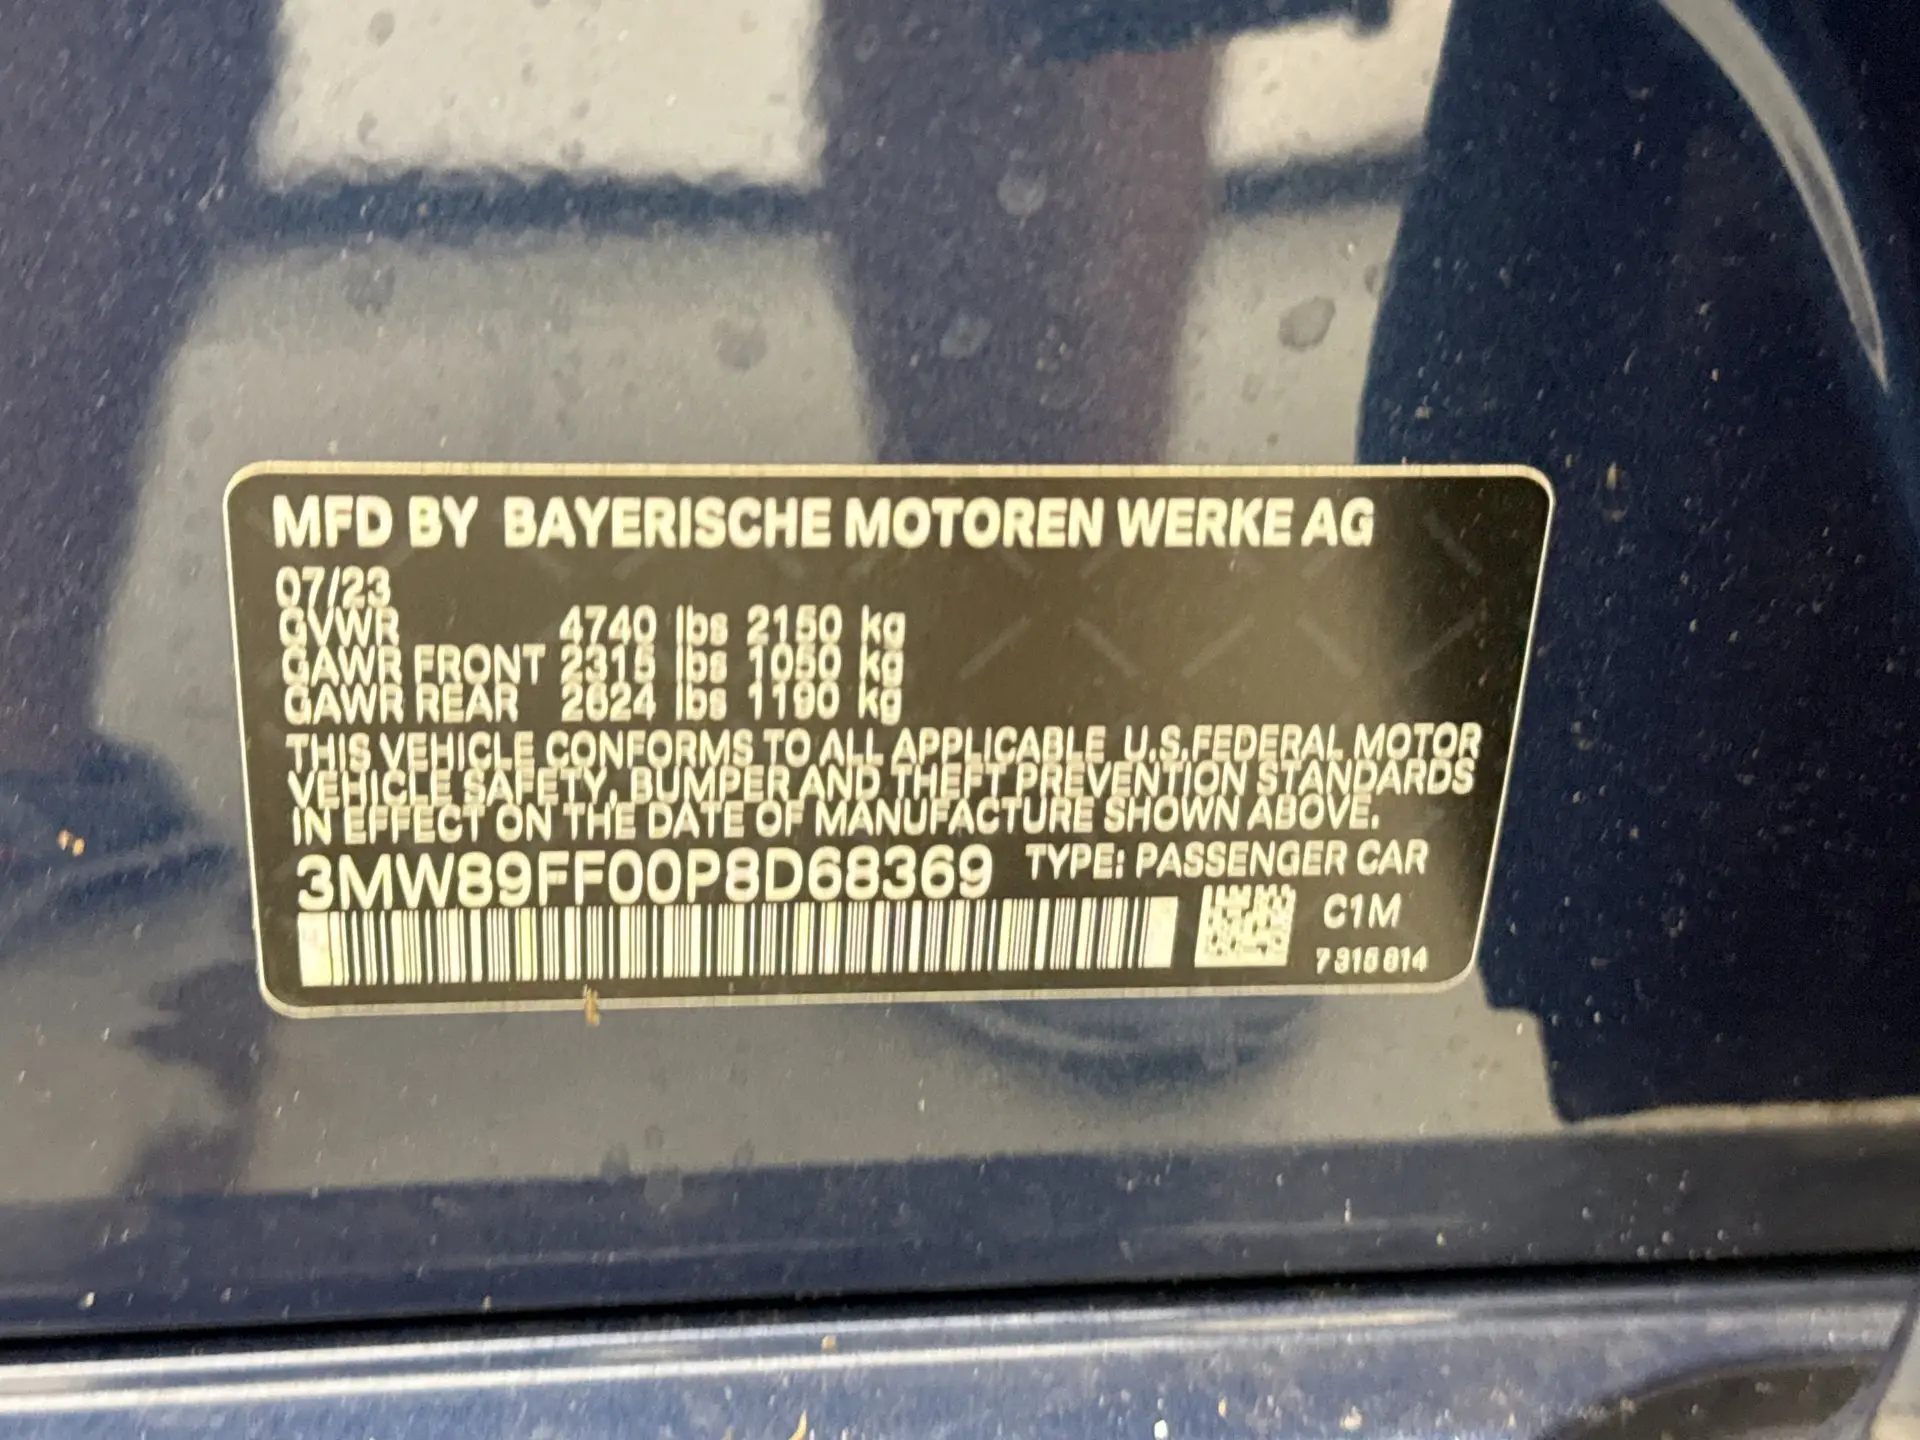 MFD BY BAYERISCHE MOTOREN WERKE AG
07/23
GVWR 4740 lbs 2150 kg
GAWR FRONT 2315 lbs 1050 kg
GAWR REAR 2624 lbs 1190 kg
THIS VEHICLE CONFORMS TO ALL APPLICABLE U.S.FEDERAL MOTOR
VEHICLE SAFETY, BUMPER AND THEFT PREVENTION STANDARDS
IN EFFECT ON THE DATE OF MANUFACTURE SHOWN ABOVE.
3MW89FF00P8D68369 TYPE: PASSENGER CAR
C1M
7315814